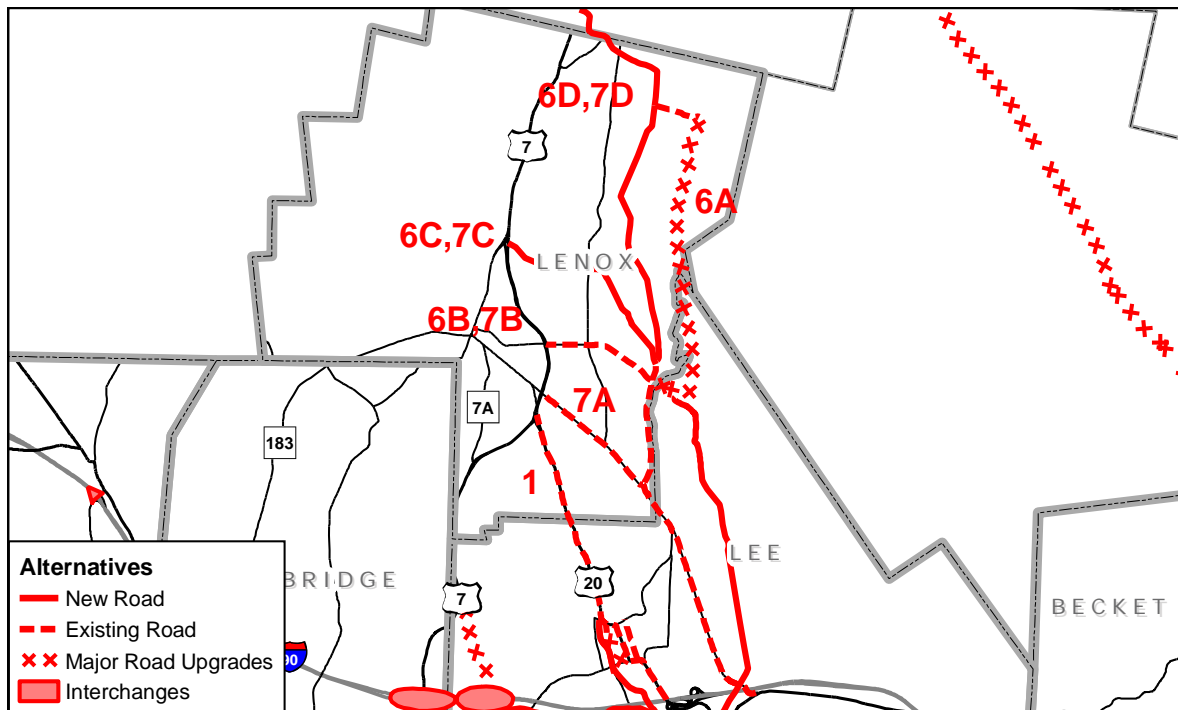 6D,7D
7
6A
6C,7C
LENOX
6B,7B
7A
7A
183
1
LEE
20
BRIDGE
7
BECKET
90
Alternatives
New Road
Existing Road
Major Road Upgrades
Interchanges